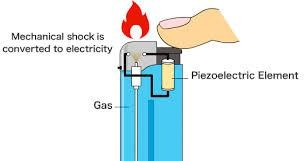 Mechanical shock is
converted to electricity
Piezoelectric Element
Gas